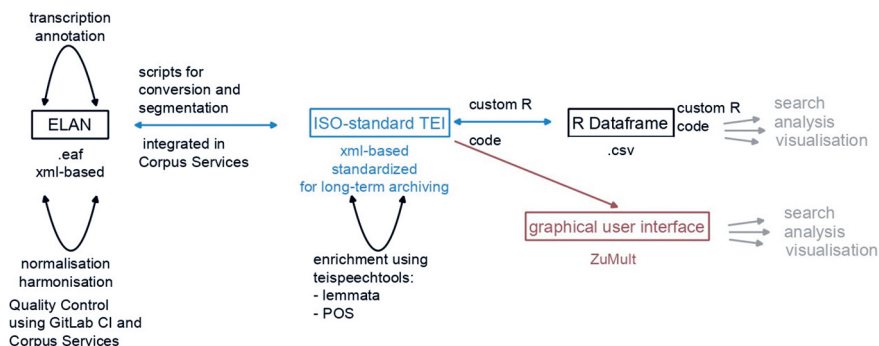 transcription
annotation
ELAN
.eaf
xml-based
normalisation
harmonisation
Quality Control
using GitLab CI and
Corpus Services
scripts for
conversion and
segmentation
integrated in
Corpus Services
ISO-standard TEI
xml-based
standardized
for long-term archiving
enrichment using
teispeechtools:
- lemmata
- POS
custom R
code
R Dataframe
.csv
custom R
code
search
analysis
visualisation
graphical user interface
ZuMult
search
analysis
visualisation